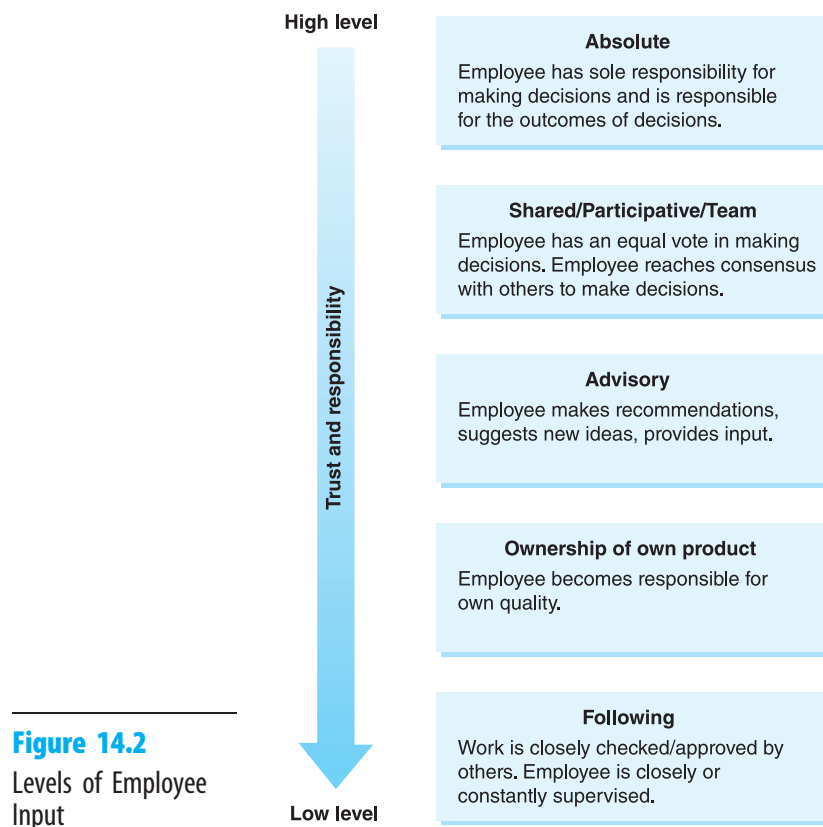 High level
Trust and responsibility
Low level
Absolute
Employee has sole responsibility for
making decisions and is responsible
for the outcomes of decisions.
Shared/Participative/Team
Employee has an equal vote in making
decisions. Employee reaches consensus
with others to make decisions.
Advisory
Employee makes recommendations,
suggests new ideas, provides input.
Ownership of own product
Employee becomes responsible for
own quality.
Following
Work is closely checked/approved by
others. Employee is closely or
constantly supervised.
Figure 14.2
Levels of Employee
Input